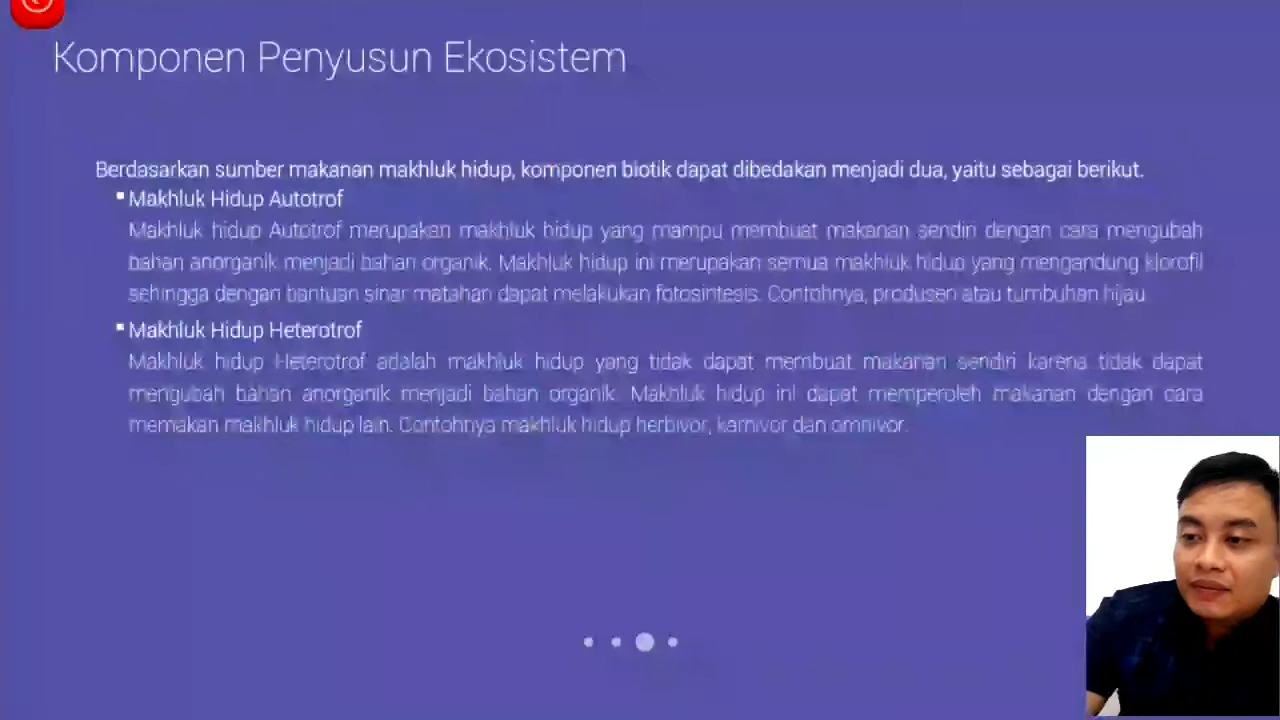 Komponen Penyusun Ekosistem
Berdasarkan sumber makanan makhluk hidup, komponen biotik dapat dibedakan menjadi dua, yaitu sebagai berikut.
Makhluk Hidup Autotrof
Makhluk hidup Autotrof merupakan makhluk hidup yang mampu membuat makanan sendiri dengan cara mengubah
bahan anorganik menjadi bahan organik. Makhluk hidup ini merupakan semua makhluk hidup yang mengandung klorofil
sehingga dengan bantuan sinar matahari dapat melakukan fotosintesis. Contohnya, produsen atau tumbuhan hijau
Makhluk Hidup Heterotrof
Makhluk hidup Heterotrof adalah makhluk hidup yang tidak dapat membuat makanan sendiri karena tidak dapat
mengubah bahan anorganik menjadi bahan organik. Makhluk hidup ini dapat memperoleh makanan dengan cara
memakan makhluk hidup lain. Contohnya makhluk hidup herbivor, karnivor dan omnivor.